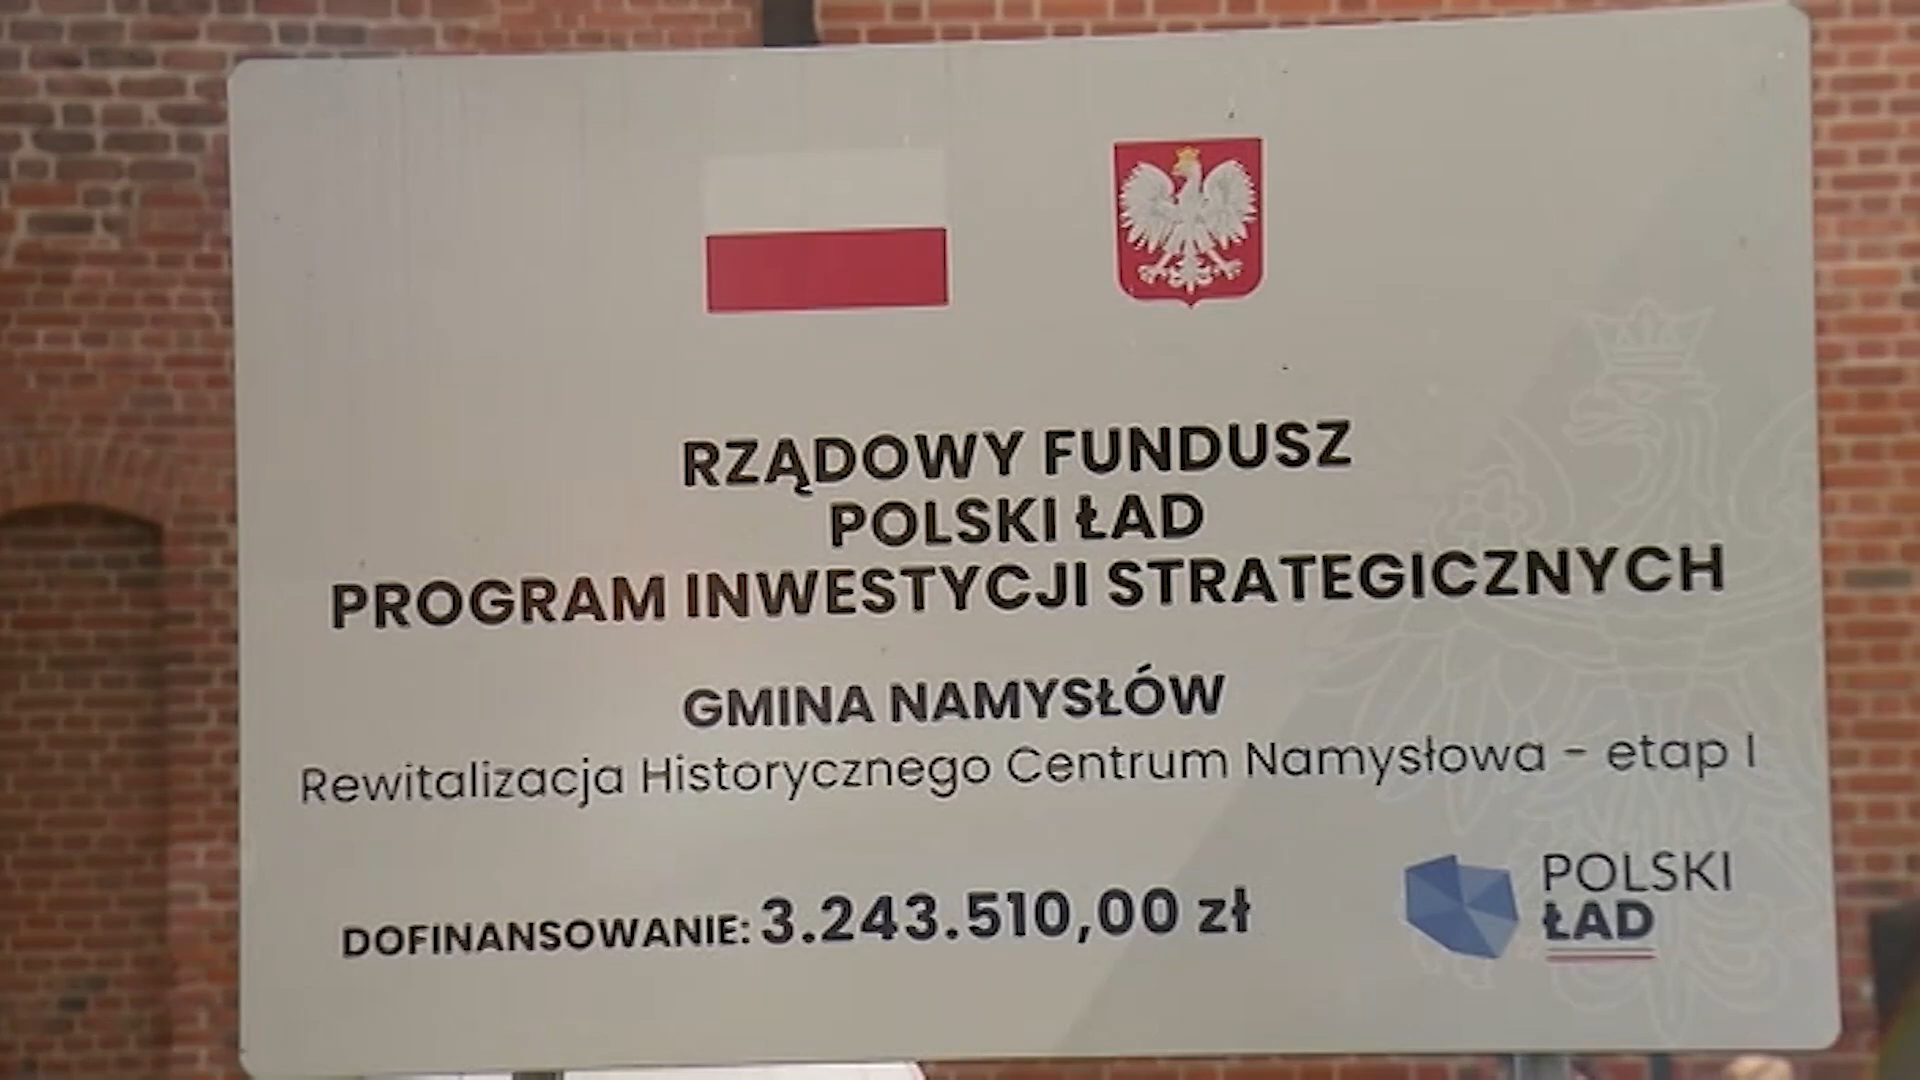 RZĄDOWY FUNDUSZ
POLSKI ŁAD
PROGRAM INWESTYCJI STRATEGICZNYCH
GMINA NAMYSŁÓW
Rewitalizacja Historycznego Centrum Namysłowa - etap I
DOFINANSOWANIE: 3.243.510,00 zł
POLSKI
ŁAD